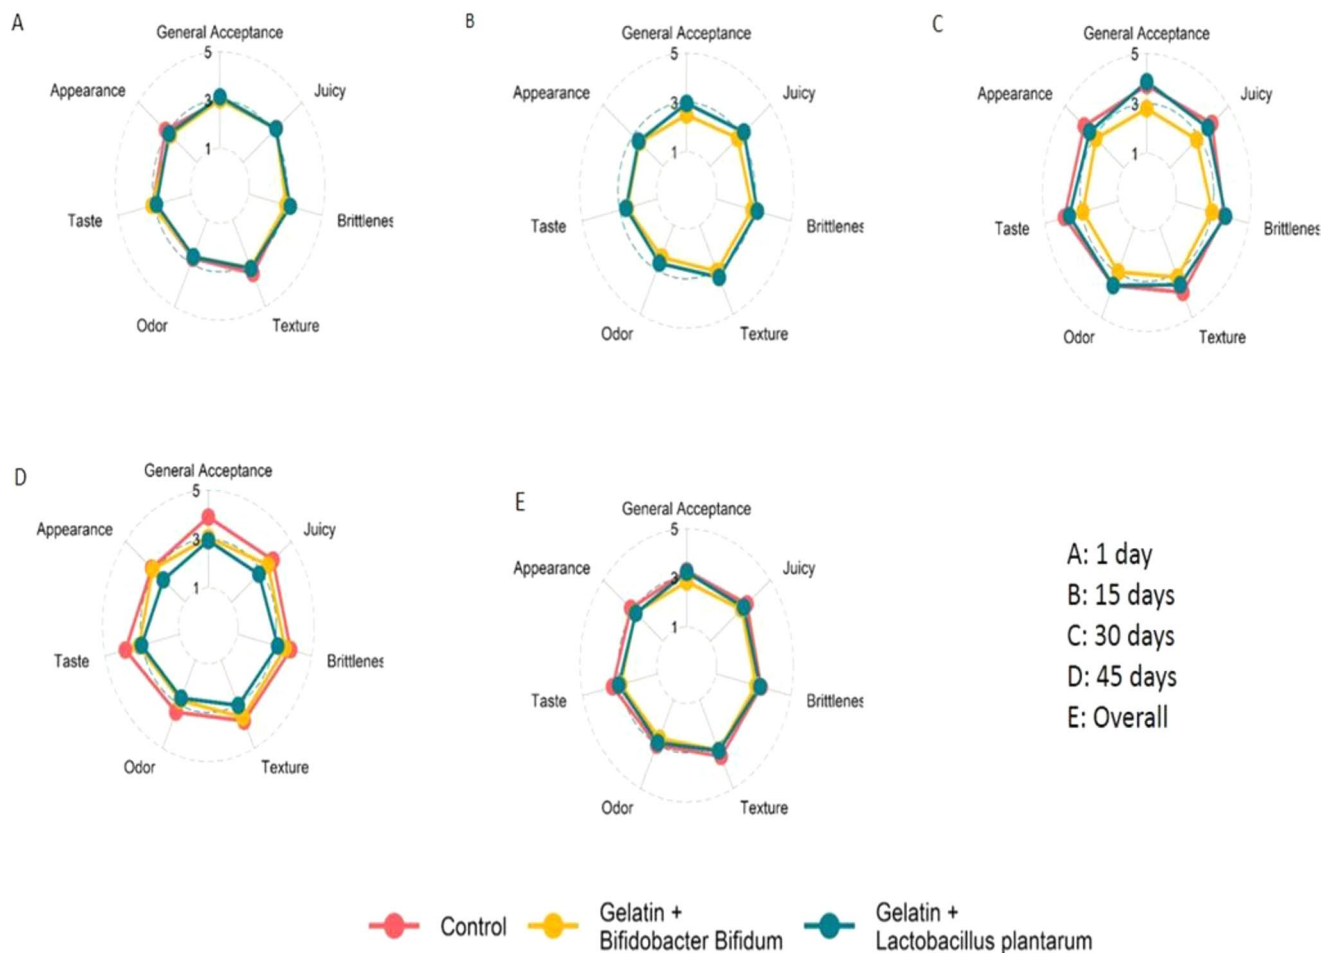 A
General Acceptance
5
3
1
Appearance
Juicy
Taste
Brittlenes
Odor
Texture
B
General Acceptance
5
3
1
Appearance
Juicy
Taste
Brittlenes
Odor
Texture
C
General Acceptance
5
3
1
Appearance
Juicy
Taste
Brittlenes
Odor
Texture
D
General Acceptance
5
3
1
Appearance
Juicy
Taste
Brittlenes
Odor
Texture
E
General Acceptance
5
3
1
Appearance
Juicy
Taste
Brittlenes
Odor
Texture
A: 1 day
B: 15 days
C: 30 days
D: 45 days
E: Overall
Control
Gelatin +
Bifidobacter Bifidum
Gelatin +
Lactobacillus plantarum